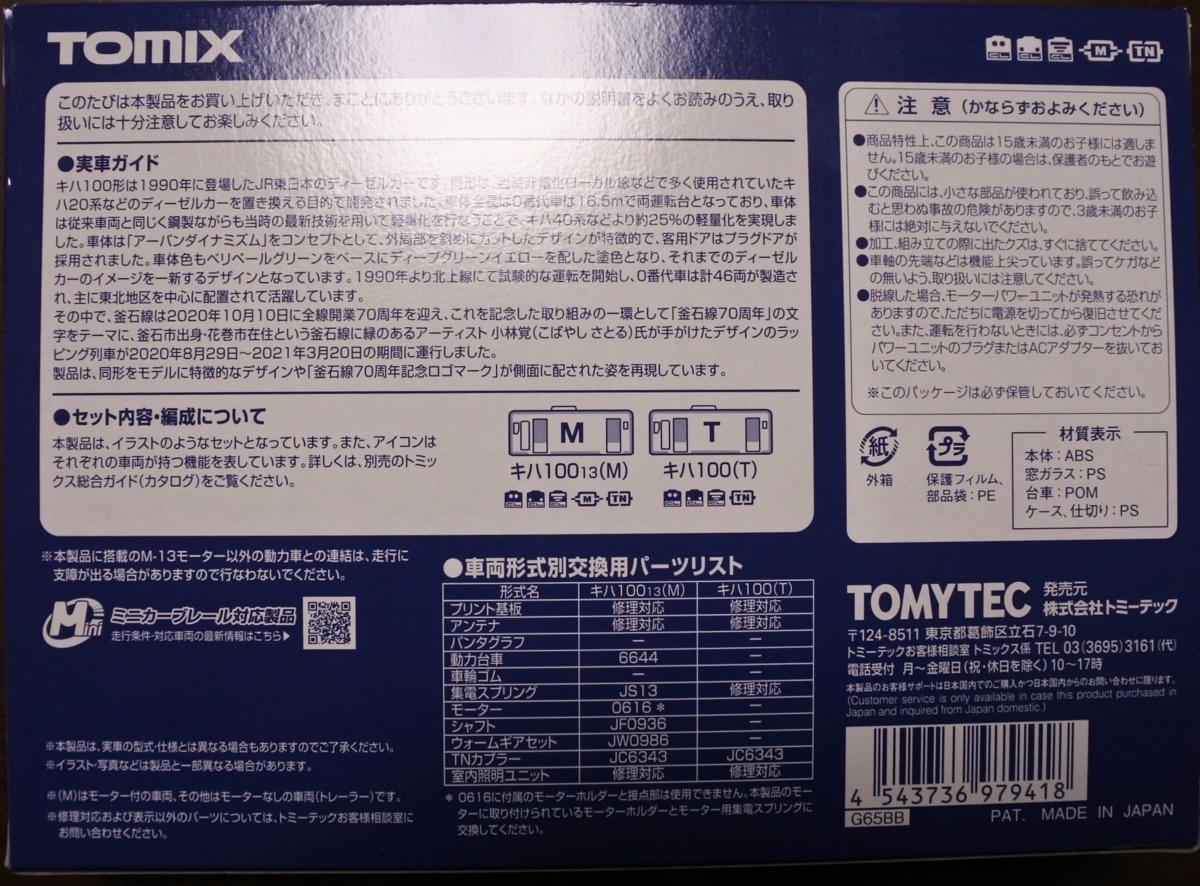 TOMIX
このたびは本製品をお買い上げいただき、まことにありがとうございます。なかの説明書をよくお読みのうえ、取り
扱いには十分注意してお楽しみください。
●実車ガイド
キハ100形は1990年に登場したJR東日本のディーゼルカーです。同形は、当時非電化ローカル線などで多く使用されていたキ
ハ20系などのディーゼルカーを置き換える目的で開発されました。車体全長は0番代車は16.5mで両運転台となっており、車体
は従来車両と同じく鋼製ながらも当時の最新技術を用いて軽量化を行なうことで、キハ40系などより約25%の軽量化を実現しま
した。車体は「アーバンダイナミズム」をコンセプトとして、外局部を斜めにカットしたデザインが特徴的で、客用ドアはプラグドアが
採用されました。車体色もベリベールグリーンをベースにディープグリーンイエローを配した塗色となり、それまでのディーゼル
カーのイメージを一新するデザインとなっています。1990年より北上線にて試験的な運転を開始し、0番代車は計46両が製造さ
れ、主に東北地区を中心に配置されて活躍しています。
その中で、釜石線は2020年10月10日に全線開業70周年を迎え、これを記念した取り組みの一環として「釜石線70周年」の文
字をテーマに、釜石市出身・花巻市在住という釜石線に縁のあるアーティスト 小林覚(こばやし さとる)氏が手がけたデザインのラッ
ピング列車が2020年8月29日〜2021年3月20日の期間に運行しました。
製品は、同形をモデルに特徴的なデザインや「釜石線70周年記念ロゴマーク」が側面に配された姿を再現しています。
●セット内容・編成について
本製品は、イラストのようなセットとなっています。また、アイコンは
それぞれの車両が持つ機能を表しています。詳しくは、別売のトミッ
クス総合ガイド(カタログ)をご覧ください。
M T
キハ100₁₃(M) キハ100(T)
M TN TN
※本製品に搭載のM-13モーター以外の動力車との連結は、走行に
支障が出る場合がありますので行なわないでください。
Mini ミニカーブレール対応製品
走行条件・対応車両の最新情報はこちら▶
※本製品は、実車の型式・仕様とは異なる場合もありますのでご了承ください。
※イラスト・写真などは製品と一部異なる場合があります。
※(M)はモーター付の車両、その他はモーターなしの車両(トレーラー)です。
※修理対応および表示以外のパーツについては、トミーテックお客様相談室に
お問い合わせください。
●車両形式別交換用パーツリスト
形式名 キハ100₁₃(M) キハ100(T)
プリント基板 修理対応 修理対応
アンテナ 修理対応 修理対応
パンタグラフ − −
動力台車 6644 −
車輪ゴム − −
集電スプリング JS13 修理対応
モーター 0616＊ −
シャフト JF0936 −
ウォームギアセット JW0986 −
TNカプラー JC6343 JC6343
室内照明ユニット 修理対応 修理対応
＊ 0616に付属のモーターホルダーと接点部は使用できません。本製品のモー
ターに取り付けられているモーターホルダーとモーター用集電スプリングに
交換してください。
M TN
⚠ 注 意 (かならずおよみください)
●商品特性上、この商品は15歳未満のお子様には適しま
せん。15歳未満のお子様の場合は、保護者のもとでお遊
びください。
●この商品には、小さな部品が使われており、誤って飲み込
むと思わぬ事故の危険がありますので、3歳未満のお子
様には絶対に与えないでください。
●加工、組み立ての際に出たクズは、すぐに捨ててください。
●車軸の先端などは機能上尖っています。誤ってケガなど
の無いよう、取り扱いには注意してください。
●脱線した場合、モーターパワーユニットが発熱する恐れが
ありますので、ただちに電源を切ってから復旧させてくだ
さい。また、運転を行わないときには、必ずコンセントから
パワーユニットのプラグまたはACアダプターを抜いてお
いてください。
※このパッケージは必ず保管しておいてください。
紙
外箱
プラ
保護フィルム、
部品袋：PE
材質表示
本体：ABS
窓ガラス：PS
台車：POM
ケース、仕切り：PS
TOMYTEC 発売元
株式会社トミーテック
〒124-8511 東京都葛飾区立石7-9-10
トミーテックお客様相談室 トミックス係 TEL 03(3695)3161(代)
電話受付 月〜金曜日(祝・休日を除く)10〜17時
本製品のお客様サポートは日本国内でのご購入かつ日本国内からのお問い合わせに限ります。
(Customer service is only available in case this product purchased in
Japan and inquired from Japan domestic.)
4 543736 979418
G65BB
PAT. MADE IN JAPAN